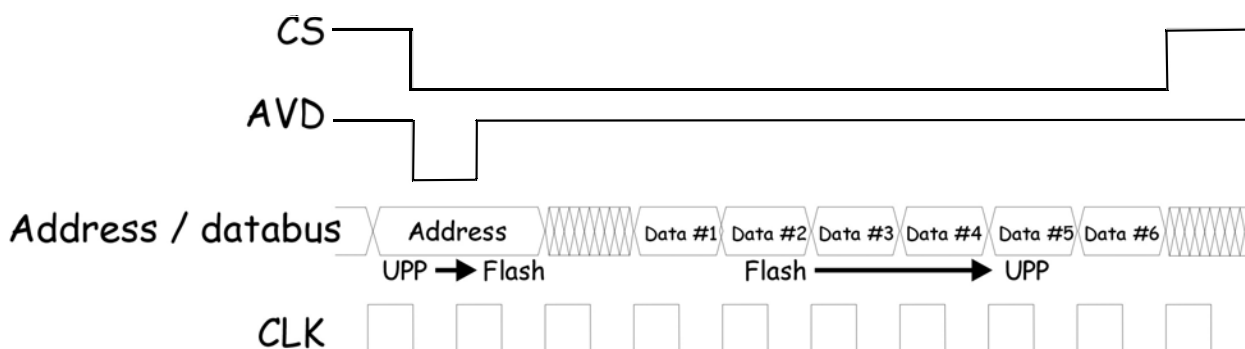 CS
AVD
Address / databus Address Data #1 Data #2 Data #3 Data #4 Data #5 Data #6
UPP Flash Flash UPP
CLK